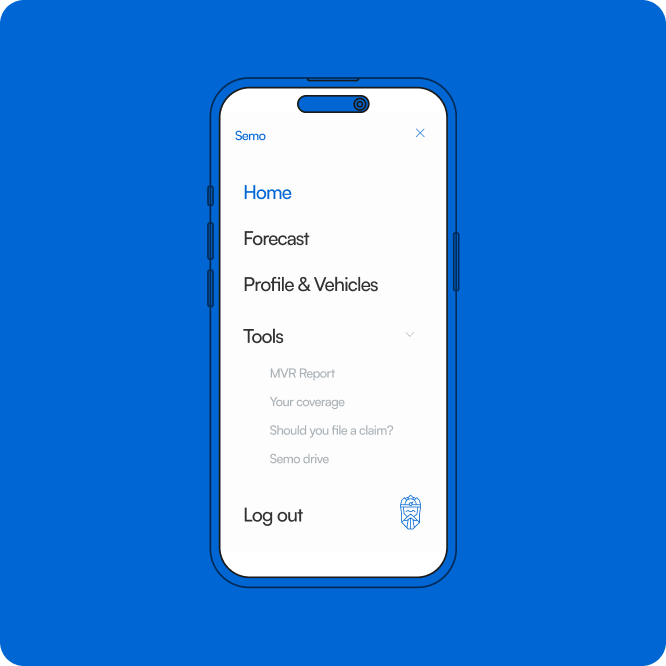 Semo
Home
Forecast
Profile & Vehicles
Tools
MVR Report
Your coverage
Should you file a claim?
Semo drive
Log out